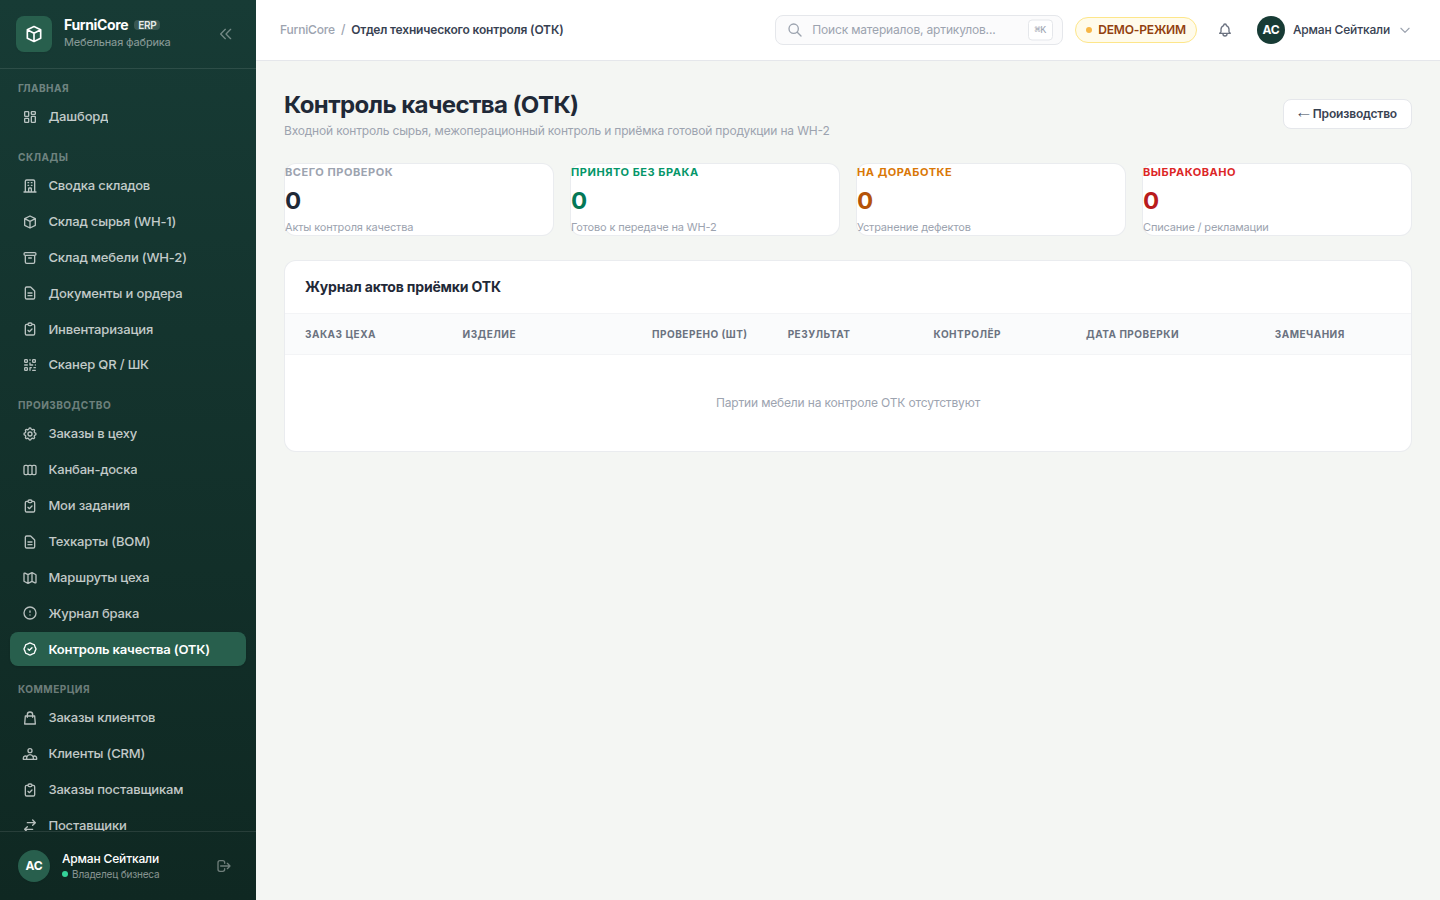 FurniCore ERP
Мебельная фабрика
ГЛАВНАЯ
Дашборд
СКЛАДЫ
Сводка складов
Склад сырья (WH-1)
Склад мебели (WH-2)
Документы и ордера
Инвентаризация
Сканер QR / ШК
ПРОИЗВОДСТВО
Заказы в цеху
Канбан-доска
Мои задания
Техкарты (BOM)
Маршруты цеха
Журнал брака
Контроль качества (ОТК)
КОММЕРЦИЯ
Заказы клиентов
Клиенты (CRM)
Заказы поставщикам
Поставщики
АС
Арман Сейткали
Владелец бизнеса
FurniCore / Отдел технического контроля (ОТК)
Поиск материалов, артикулов... ⌘K
DEMO-РЕЖИМ
АС Арман Сейткали
Контроль качества (ОТК)
Входной контроль сырья, межоперационный контроль и приёмка готовой продукции на WH-2
← Производство
ВСЕГО ПРОВЕРОК
0
Акты контроля качества
ПРИНЯТО БЕЗ БРАКА
0
Готово к передаче на WH-2
НА ДОРАБОТКЕ
0
Устранение дефектов
ВЫБРАКОВАНО
0
Списание / рекламации
Журнал актов приёмки ОТК
ЗАКАЗ ЦЕХА ИЗДЕЛИЕ ПРОВЕРЕНО (ШТ) РЕЗУЛЬТАТ КОНТРОЛЁР ДАТА ПРОВЕРКИ ЗАМЕЧАНИЯ
Партии мебели на контроле ОТК отсутствуют